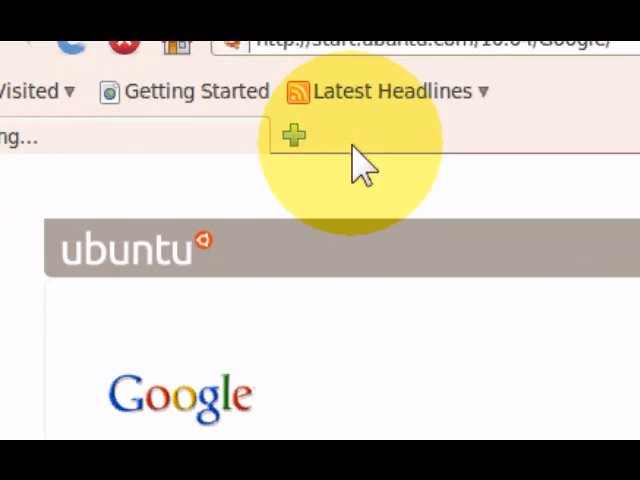 http://start.ubuntu.com/10.04/Google/
Visited Getting Started Latest Headlines
ng...
ubuntu
Google